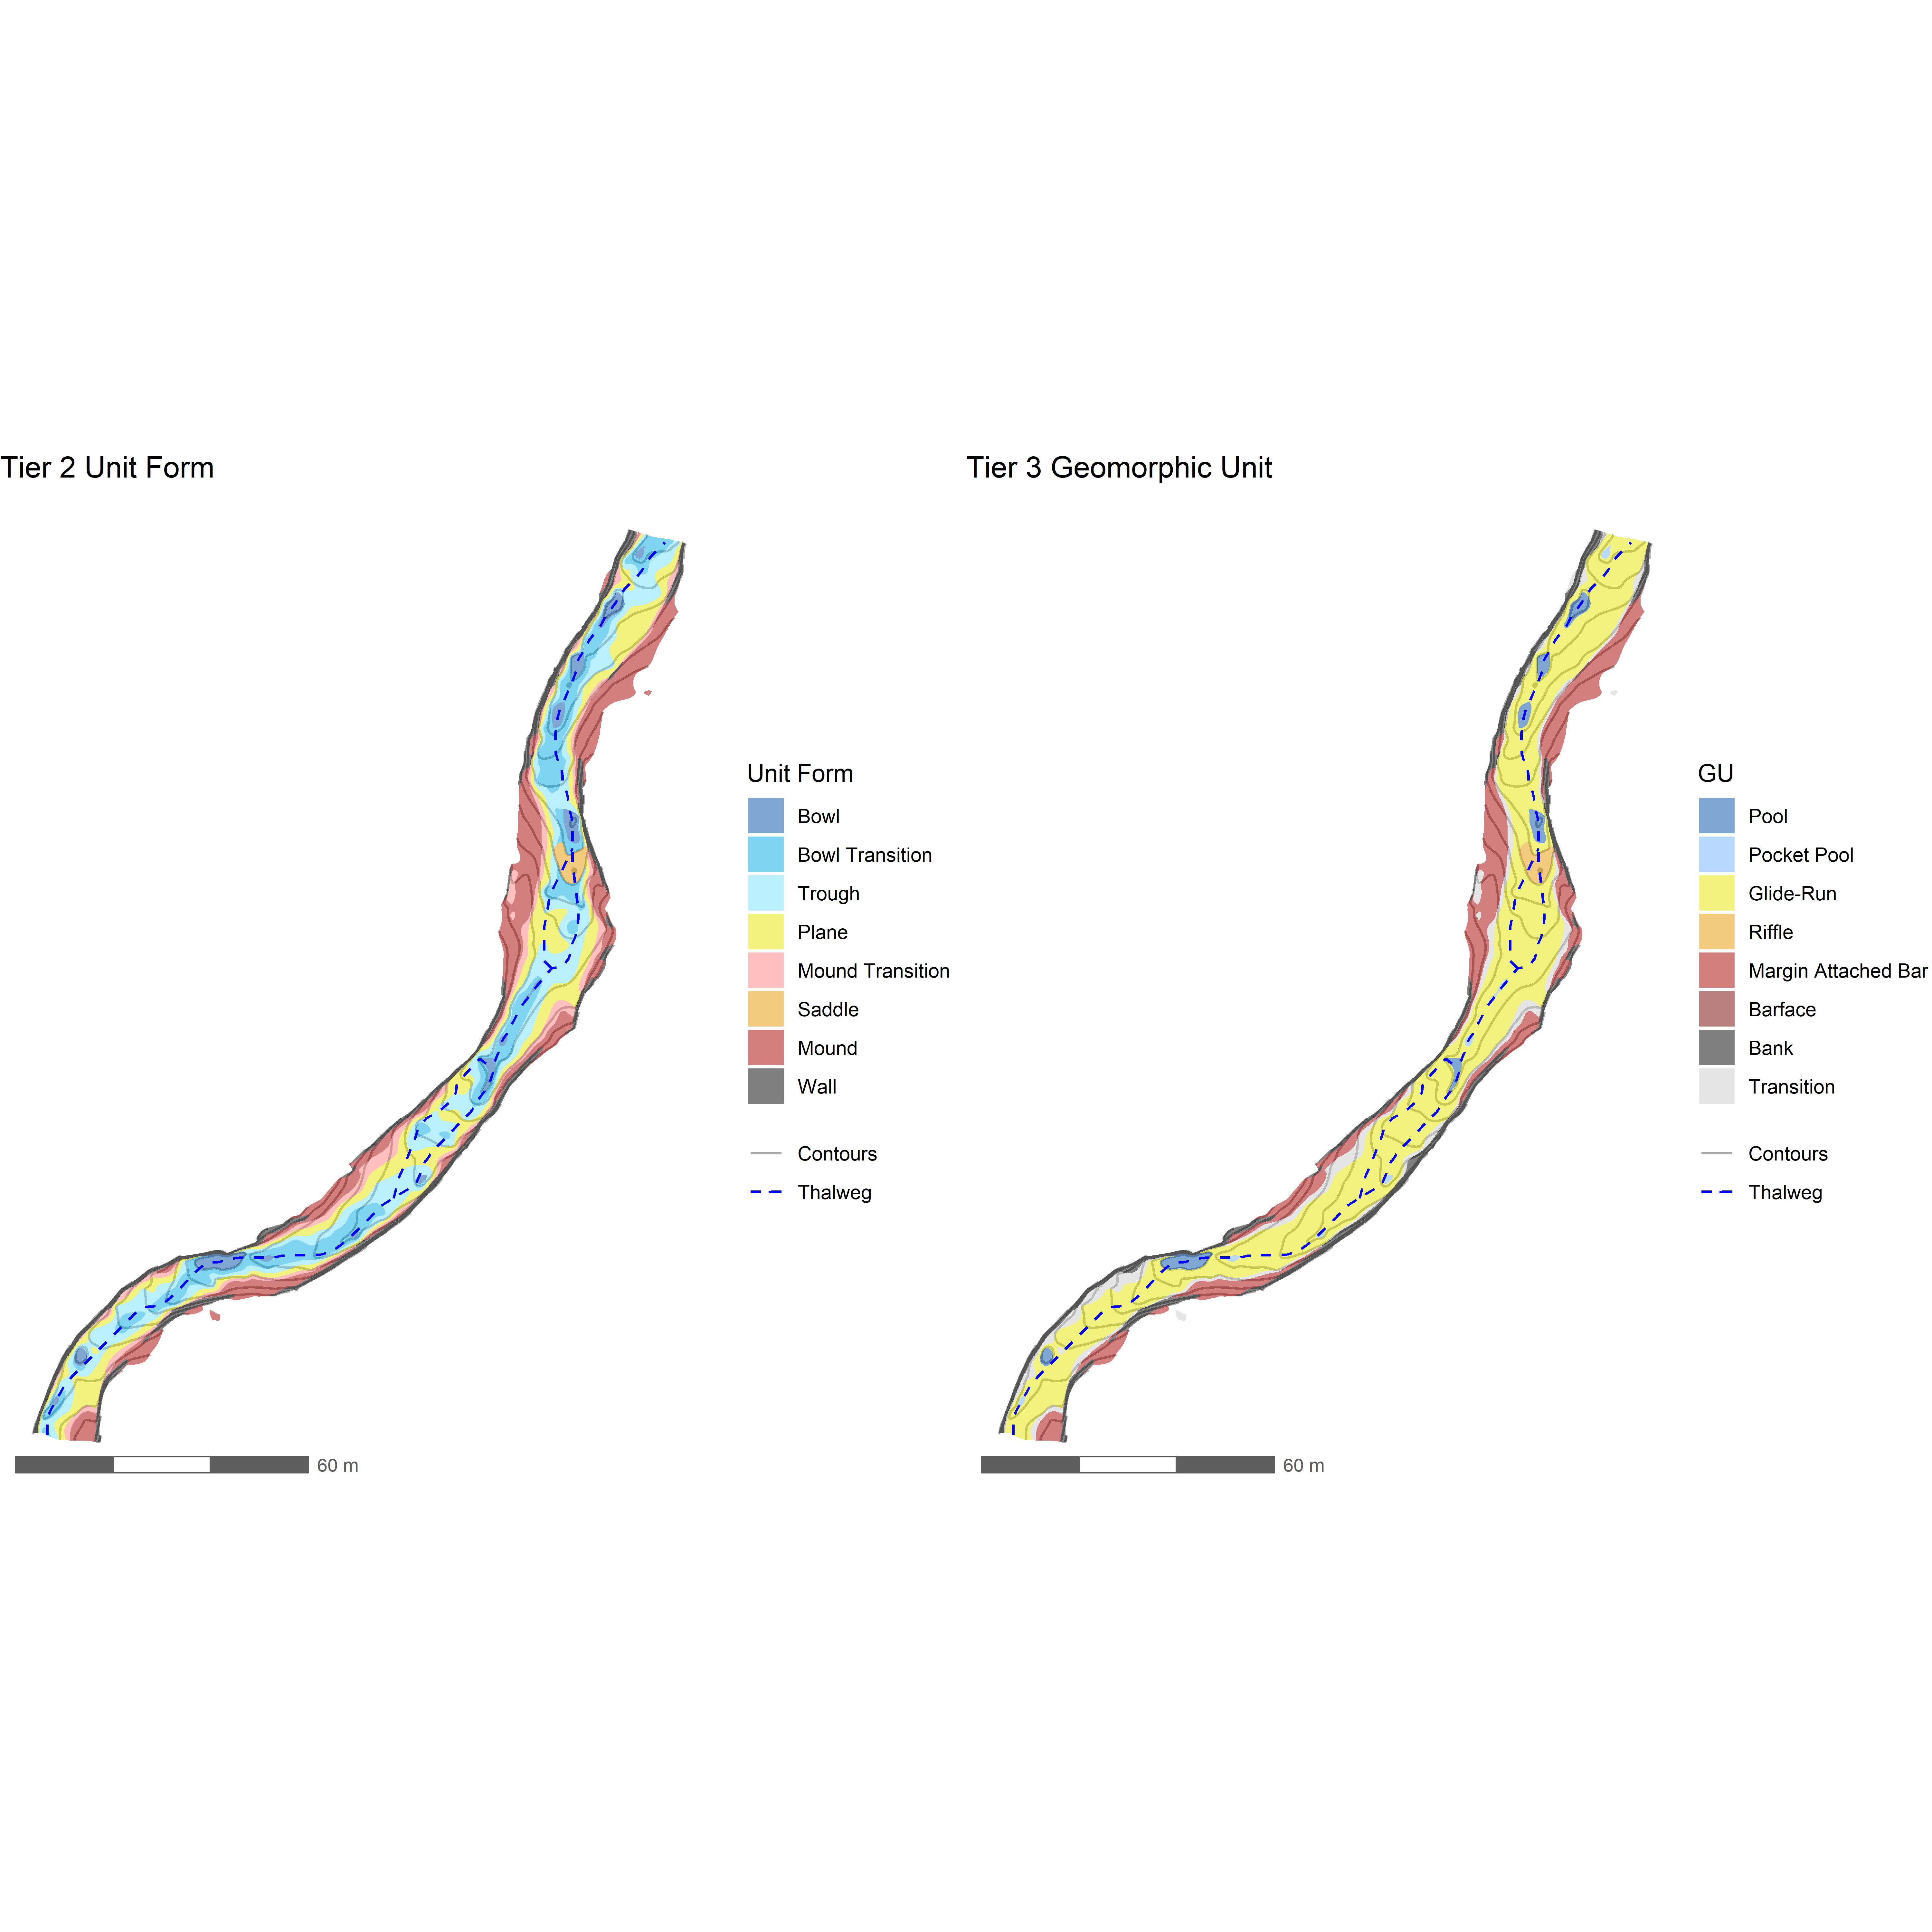 Tier 2 Unit Form
Unit Form
Bowl
Bowl Transition
Trough
Plane
Mound Transition
Saddle
Mound
Wall
Contours
Thalweg
60 m
Tier 3 Geomorphic Unit
GU
Pool
Pocket Pool
Glide-Run
Riffle
Margin Attached Bar
Barface
Bank
Transition
Contours
Thalweg
60 m